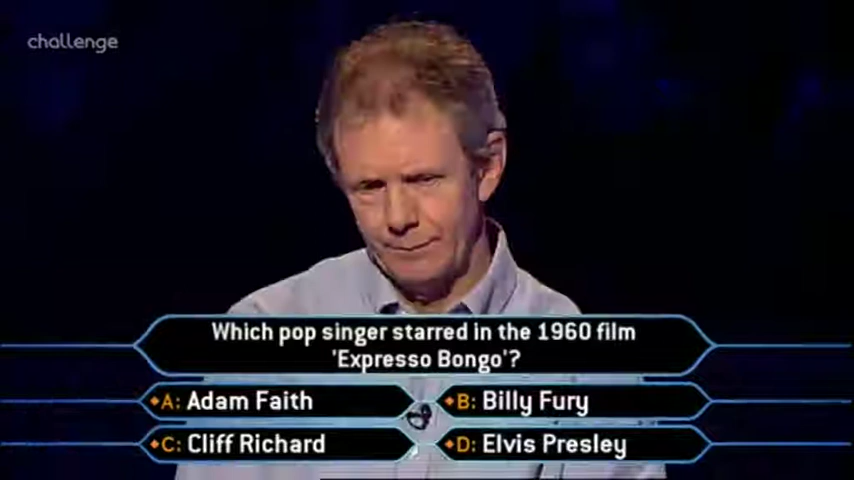 challenge
Which pop singer starred in the 1960 film
'Expresso Bongo'?
A: Adam Faith
B: Billy Fury
C: Cliff Richard
D: Elvis Presley